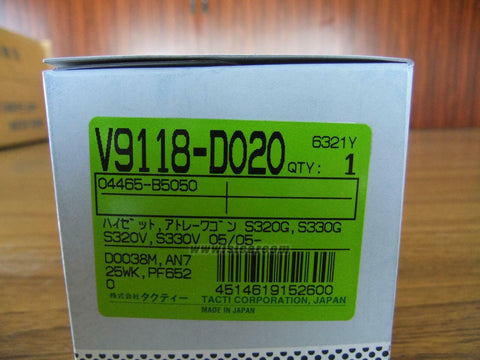 V9118-D020
6321Y
QTY: 1
04465-B5050
ハイゼット,アトレーワゴン S320G,S330G
S320V,S330V 05/05-
D0038M,AN7
25WK,PF652
0
4514619152600
株式会社 タクティー TACTI CORPORATION, JAPAN
MADE IN JAPAN